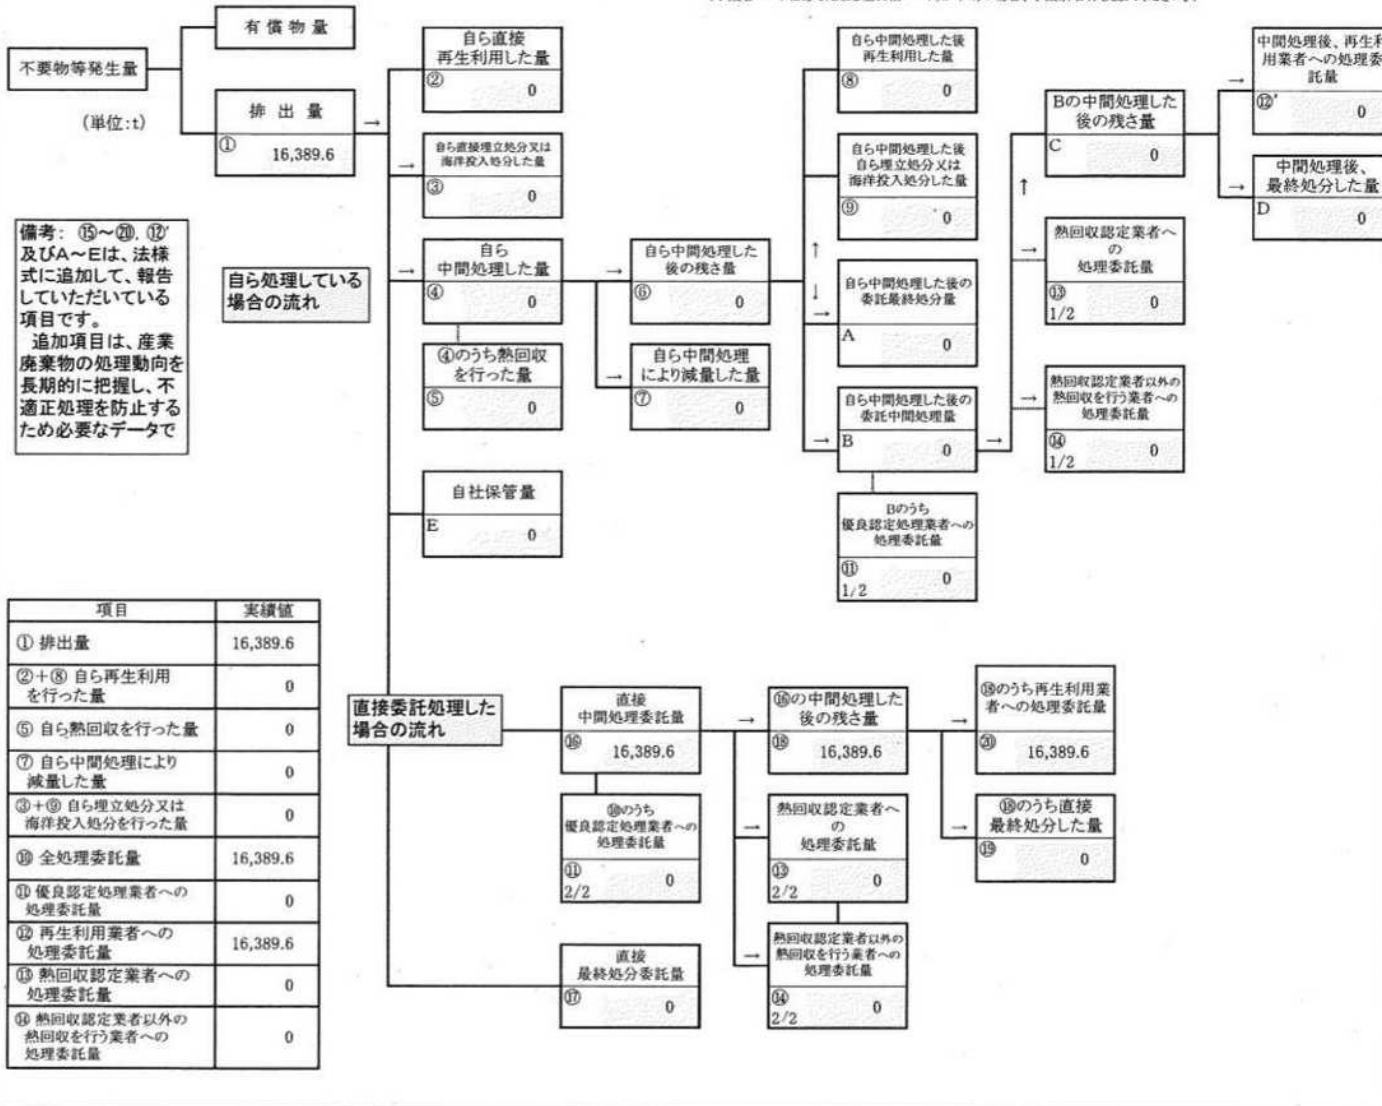 不要物等発生量
有償物量
(単位:t)
排出量
①
16,389.6
→
備考: ⑮～⑳, ⑫'
及びA～Eは、法様
式に追加して、報告
していただいている
項目です。
追加項目は、産業
廃棄物の処理動向を
長期的に把握し、不
適正処理を防止する
ため必要なデータで
自ら処理している
場合の流れ
自ら直接
再生利用した量
②
0
→
自ら直接埋立処分又は
海洋投入処分した量
③
0
→
自ら
中間処理した量
④
0
④のうち熱回収
を行った量
⑤
0
自社保管量
E
0
→
自ら中間処理した
後の残さ量
⑥
0
→
自ら中間処理
により減量した量
⑦
0
自ら中間処理した後
再生利用した量
⑧
0
自ら中間処理した後
自ら埋立処分又は
海洋投入処分した量
⑨
0
↑
↓
→
自ら中間処理した後の
委託最終処分量
A
0
→
自ら中間処理した後の
委託中間処理量
B
0
Bのうち
優良認定処理業者への
処理委託量
⑪
1/2
0
→
↑
Bの中間処理した
後の残さ量
C
0
→
熱回収認定業者へ
の
処理委託量
⑬
1/2
0
→
熱回収認定業者以外の
熱回収を行う業者への
処理委託量
⑭
1/2
0
→
中間処理後、再生利
用業者への処理委
託量
⑫'
0
→
中間処理後、
最終処分した量
D
0
項目 実績値
① 排出量 16,389.6
②+⑧ 自ら再生利用
を行った量 0
⑤ 自ら熱回収を行った量 0
⑦ 自ら中間処理により
減量した量 0
③+⑨ 自ら埋立処分又は
海洋投入処分を行った量 0
⑩ 全処理委託量 16,389.6
⑪ 優良認定処理業者への
処理委託量 0
⑫ 再生利用業者への
処理委託量 16,389.6
⑬ 熱回収認定業者への
処理委託量 0
⑭ 熱回収認定業者以外の
熱回収を行う業者への
処理委託量 0
直接委託処理した
場合の流れ
直接
中間処理委託量
⑯
16,389.6
⑯のうち
優良認定処理業者への
処理委託量
⑪
2/2
0
直接
最終処分委託量
⑰
0
→
⑯の中間処理した
後の残さ量
⑱
16,389.6
→
熱回収認定業者へ
の
処理委託量
⑬
2/2
0
→
熱回収認定業者以外の
熱回収を行う業者への
処理委託量
⑭
2/2
0
→
⑱のうち再生利用業
者への処理委託量
⑳
16,389.6
→
⑱のうち直接
最終処分した量
⑲
0